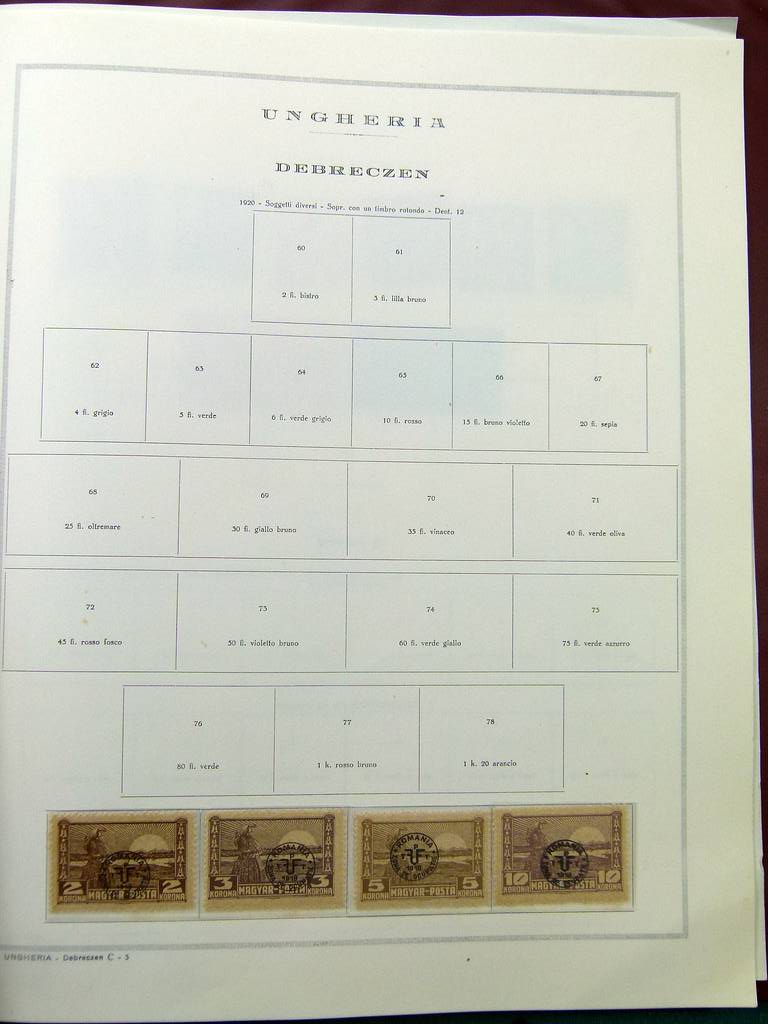 UNGHERIA
DEBRECZEN
1920 - Soggetti diversi - Sopr. con un timbro rotondo - Dent. 12
60 61
2 fi. bistro 3 fi. lilla bruno
62 63 64 65 66 67
4 fi. grigio 5 fi. verde 6 fi. verde grigio 10 fi. rosso 15 fi. bruno violetto 20 fi. sepia
68 69 70 71
25 fi. oltremare 30 fi. giallo bruno 35 fi. vinaceo 40 fi. verde oliva
72 73 74 75
45 fi. rosso fosco 50 fi. violetto bruno 60 fi. verde giallo 75 fi. verde azzurro
76 77 78
80 fi. verde 1 k. rosso bruno 1 k. 20 arancio
ROMANIA ROMANIA ROMANIA ROMANIA
2 2 3 3 5 5 10 10
KORONA MAGYAR-POSTA KORONA KORONA MAGYAR-POSTA KORONA KORONA MAGYAR-POSTA KORONA KORONA MAGYAR-POSTA KORONA
UNGHERIA - Debreczen C - 3